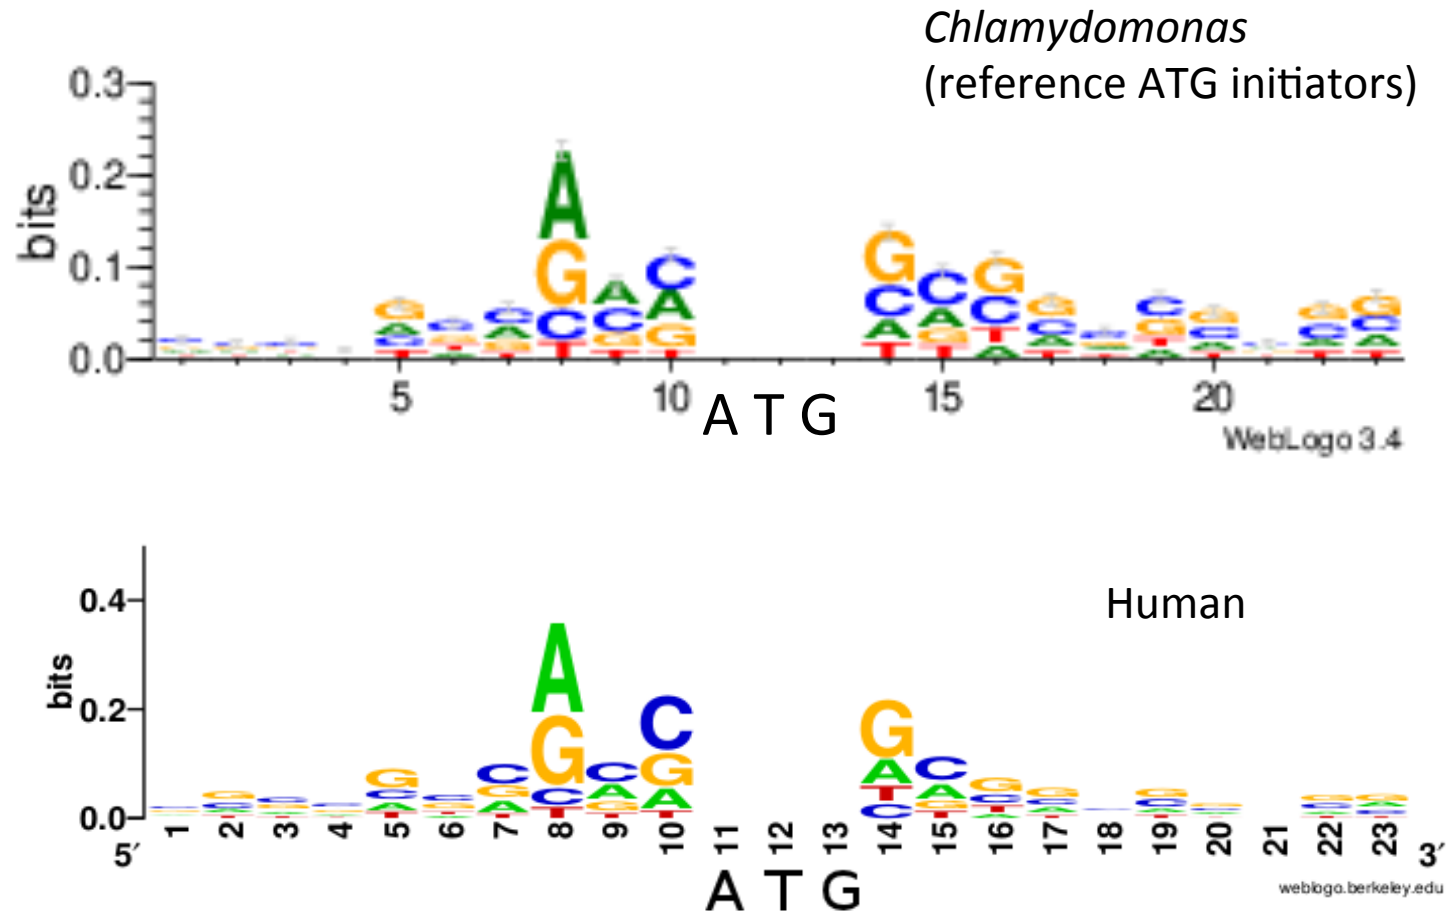 Chlamydomonas
(reference ATG initiators)
0.3
0.2
0.1
0.0
bits
A
G
C
T
5
10
15
20
A T G
WebLogo 3.4
Human
0.4
0.2
0.0
bits
A
G
C
T
5′
1 2 3 4 5 6 7 8 9 10 11 12 13 14 15 16 17 18 19 20 21 22 23
3′
A T G
weblogo.berkeley.edu